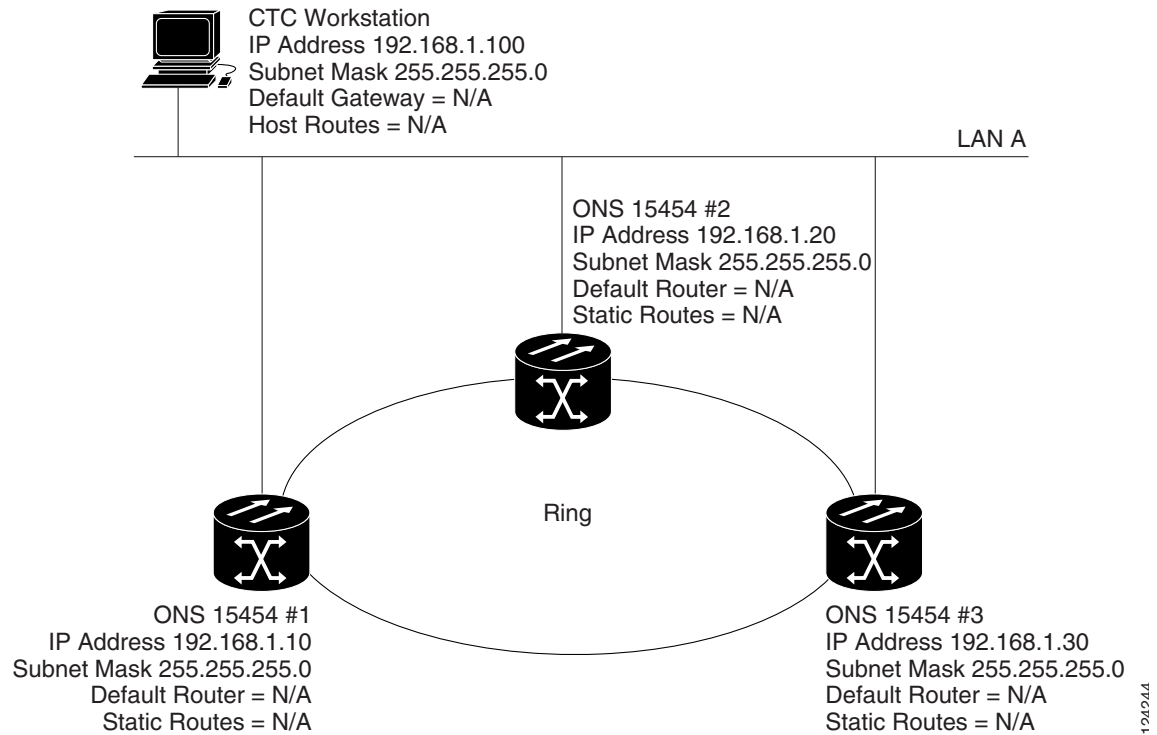 CTC Workstation
IP Address 192.168.1.100
Subnet Mask 255.255.255.0
Default Gateway = N/A
Host Routes = N/A
LAN A
ONS 15454 #2
IP Address 192.168.1.20
Subnet Mask 255.255.255.0
Default Router = N/A
Static Routes = N/A
Ring
ONS 15454 #1
IP Address 192.168.1.10
Subnet Mask 255.255.255.0
Default Router = N/A
Static Routes = N/A
ONS 15454 #3
IP Address 192.168.1.30
Subnet Mask 255.255.255.0
Default Router = N/A
Static Routes = N/A
124244